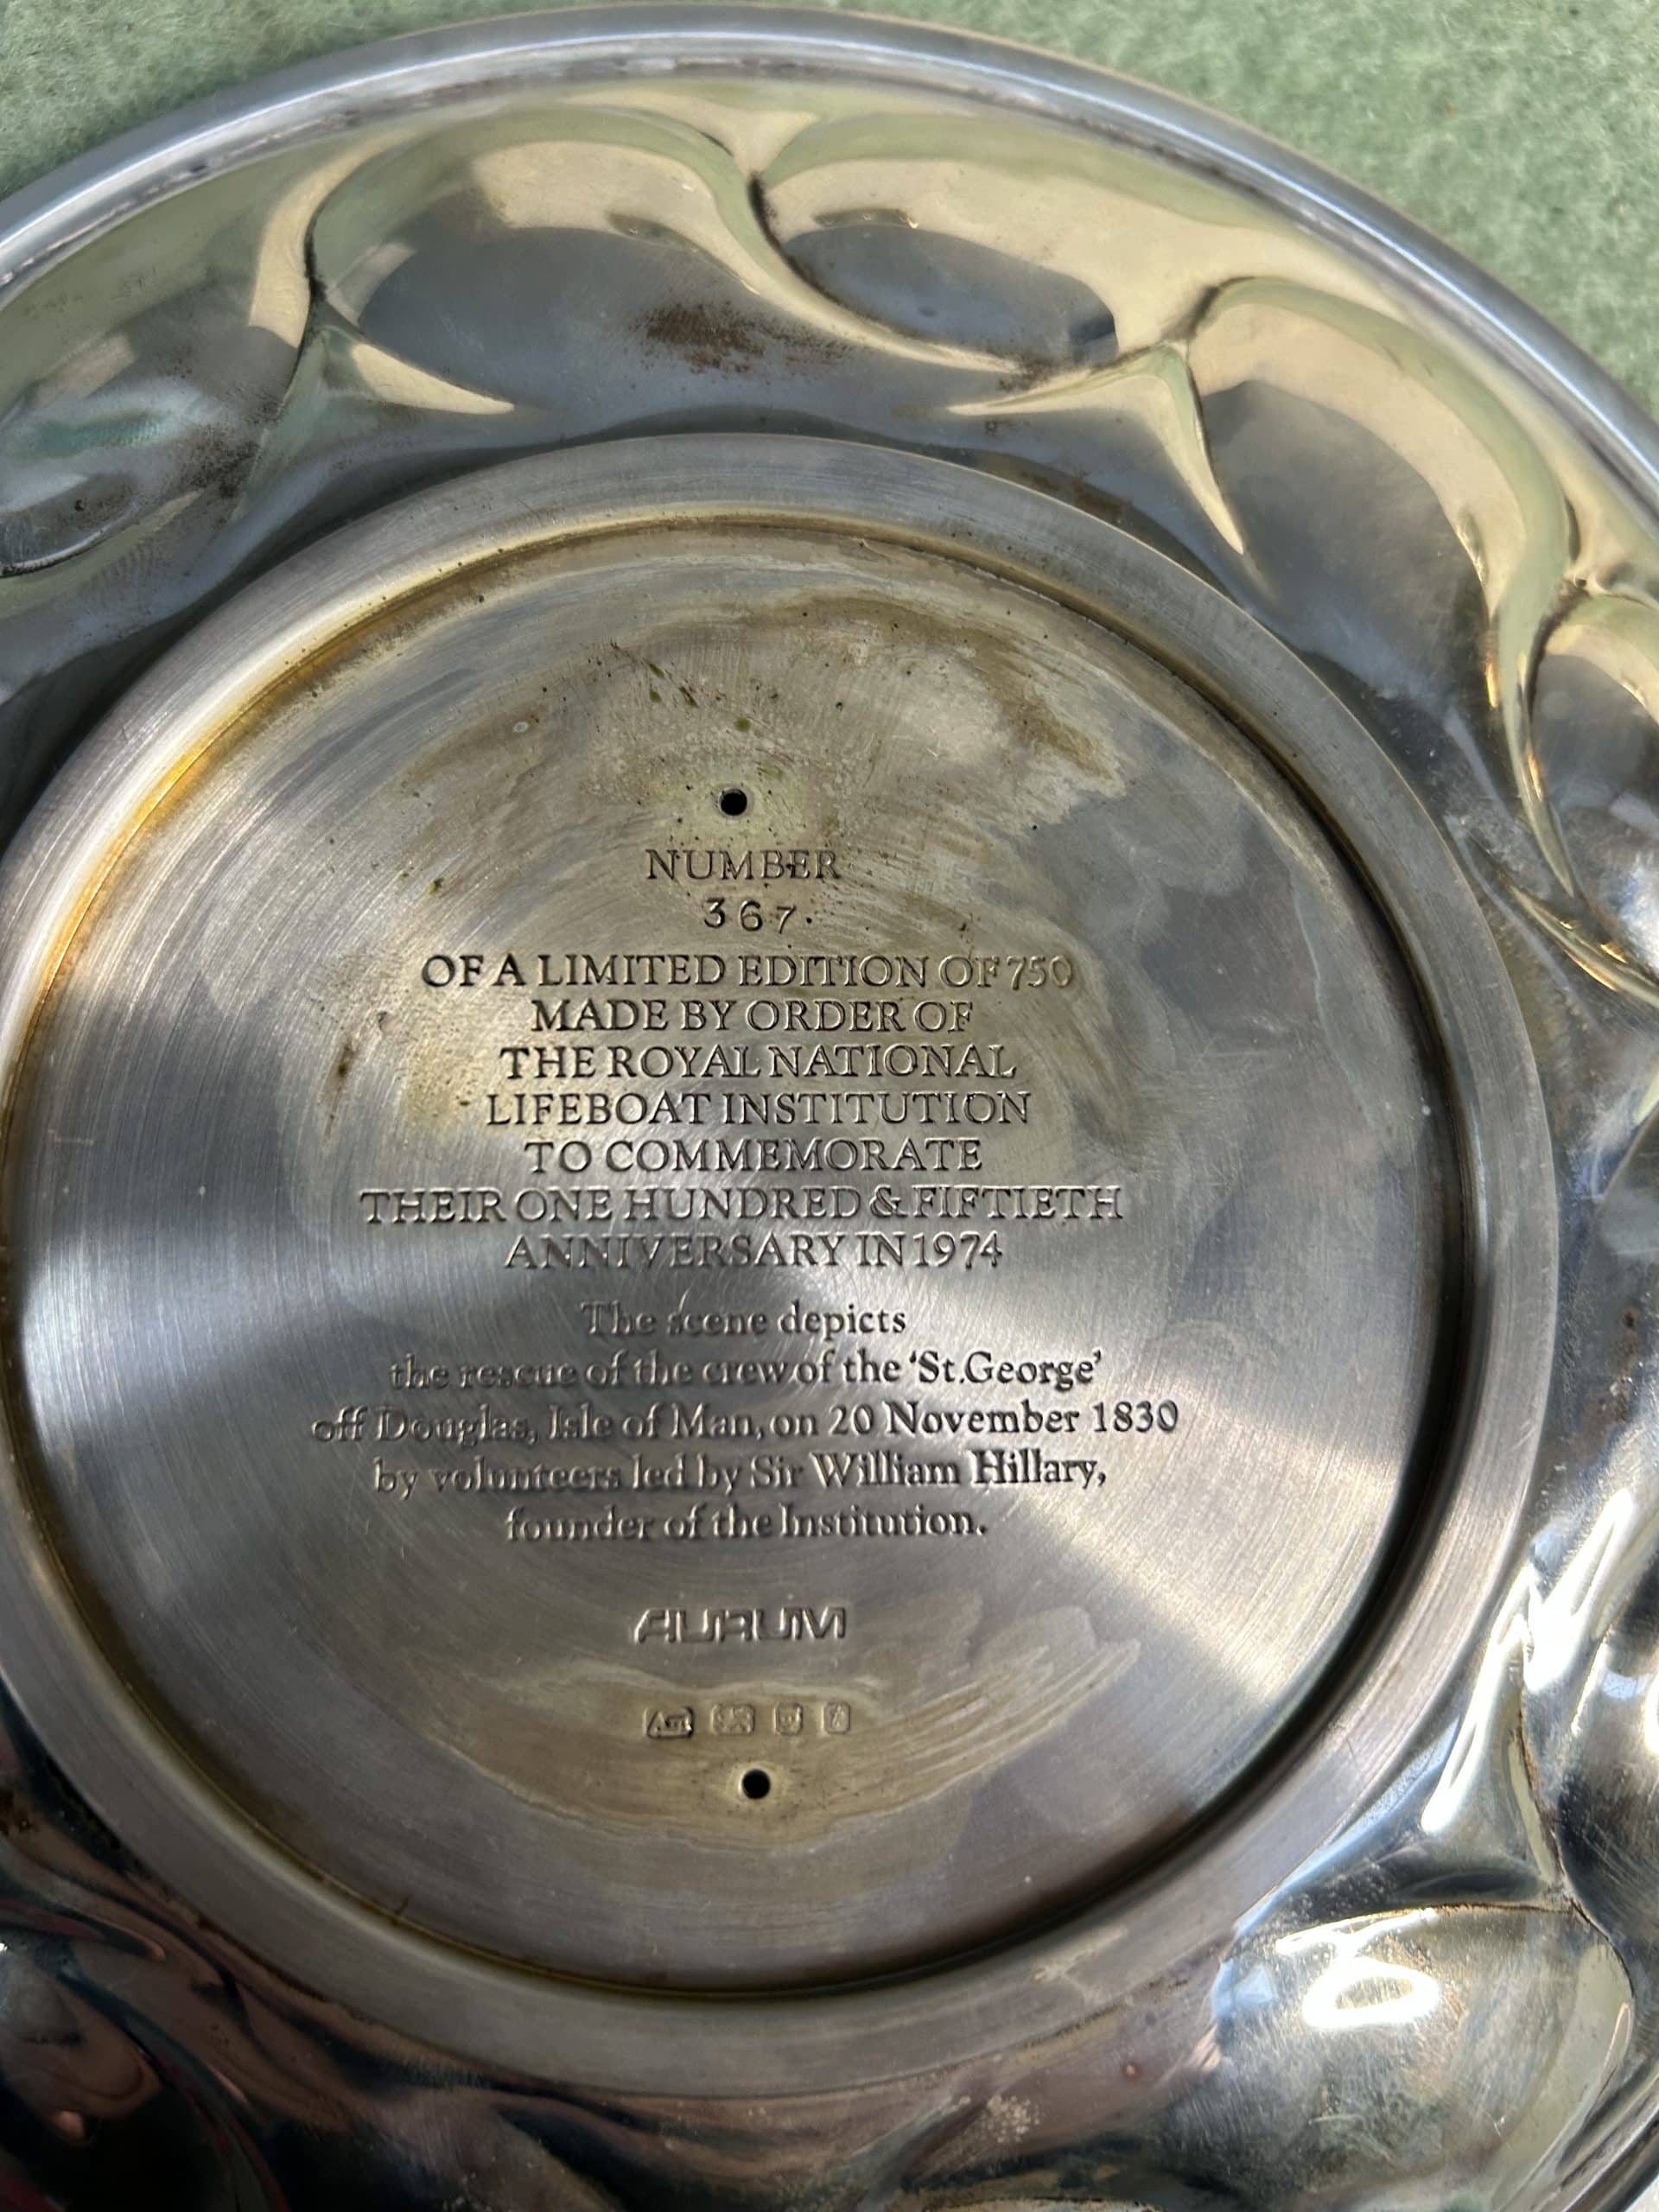 NUMBER
367.
OF A LIMITED EDITION OF 750
MADE BY ORDER OF
THE ROYAL NATIONAL
LIFEBOAT INSTITUTION
TO COMMEMORATE
THEIR ONE HUNDRED & FIFTIETH
ANNIVERSARY IN 1974
The scene depicts
the rescue of the crew of the ‘St. George’
off Douglas, Isle of Man, on 20 November 1830
by volunteers led by Sir William Hillary,
founder of the Institution.
AURUM